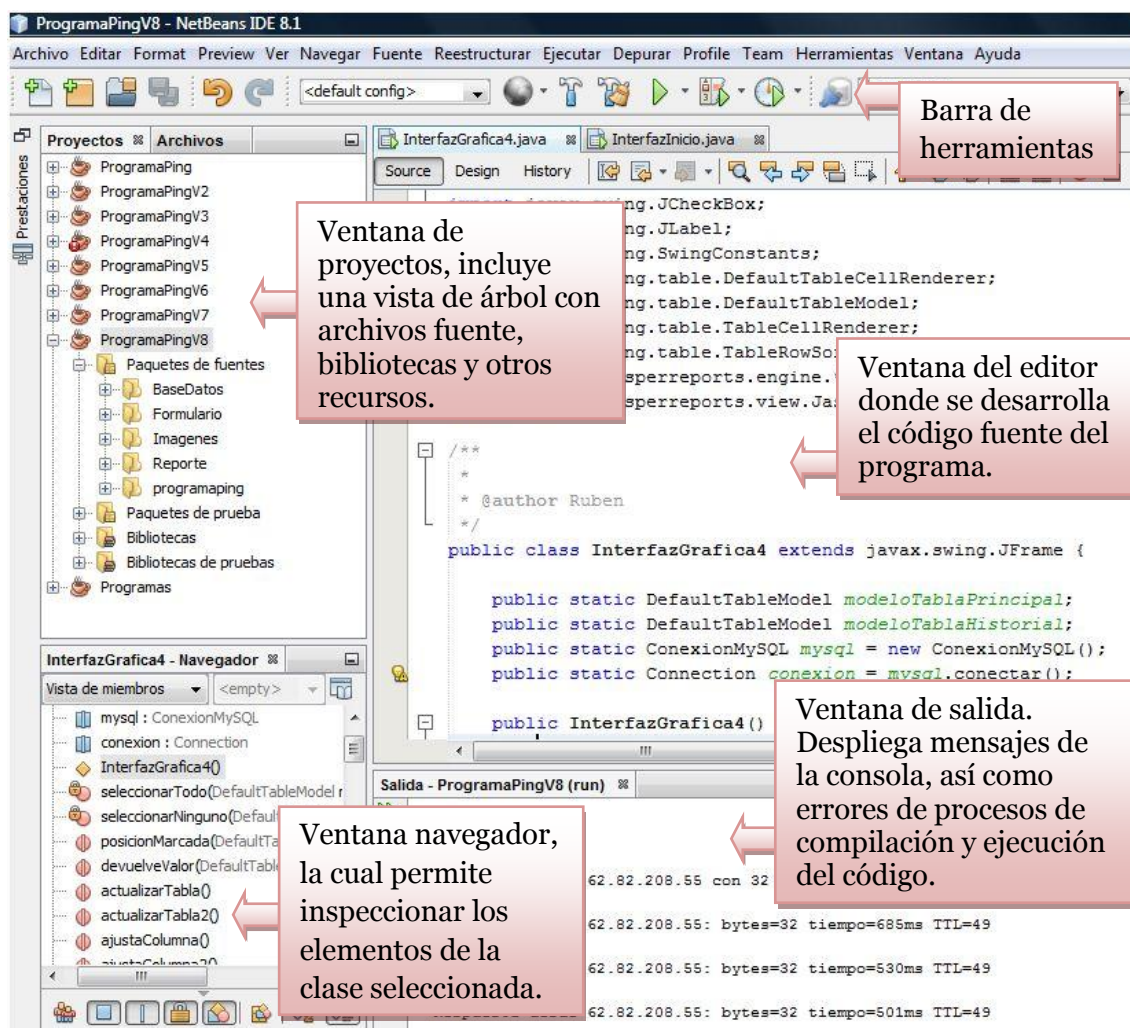 ProgramaPingV8 - NetBeans IDE 8.1
Archivo Editar Format Preview Ver Navegar Fuente Reestructurar Ejecutar Depurar Profile Team Herramientas Ventana Ayuda
<default config>
Barra de
herramientas
Prestaciones
Proyectos Archivos
ProgramaPing
ProgramaPingV2
ProgramaPingV3
ProgramaPingV4
ProgramaPingV5
ProgramaPingV6
ProgramaPingV7
ProgramaPingV8
Paquetes de fuentes
BaseDatos
Formulario
Imagenes
Reporte
programaping
Paquetes de prueba
Bibliotecas
Bibliotecas de pruebas
Programas
Ventana de
proyectos, incluye
una vista de árbol con
archivos fuente,
bibliotecas y otros
recursos.
InterfazGrafica4.java InterfazInicio.java
Source Design History
ng.JCheckBox;
ng.JLabel;
ng.SwingConstants;
ng.table.DefaultTableCellRenderer;
ng.table.DefaultTableModel;
ng.table.TableCellRenderer;
ng.table.TableRowSo
sperreports.engine.
sperreports.view.Jas
/**
*
* @author Ruben
*/
public class InterfazGrafica4 extends javax.swing.JFrame {
public static DefaultTableModel modeloTablaPrincipal;
public static DefaultTableModel modeloTablaHistorial;
public static ConexionMySQL mysql = new ConexionMySQL();
public static Connection conexion = mysql.conectar();
public InterfazGrafica4()
Ventana del editor
donde se desarrolla
el código fuente del
programa.
InterfazGrafica4 - Navegador
Vista de miembros <empty>
mysql : ConexionMySQL
conexion : Connection
InterfazGrafica4()
seleccionarTodo(DefaultTableModel
seleccionarNinguno(Defaul
posicionMarcada(DefaultTa
devuelveValor(DefaultTabl
actualizarTabla()
actualizarTabla2()
ajustaColumna()
Ventana navegador,
la cual permite
inspeccionar los
elementos de la
clase seleccionada.
Salida - ProgramaPingV8 (run)
62.82.208.55 con 32
62.82.208.55: bytes=32 tiempo=685ms TTL=49
62.82.208.55: bytes=32 tiempo=530ms TTL=49
62.82.208.55: bytes=32 tiempo=501ms TTL=49
Ventana de salida.
Despliega mensajes de
la consola, así como
errores de procesos de
compilación y ejecución
del código.